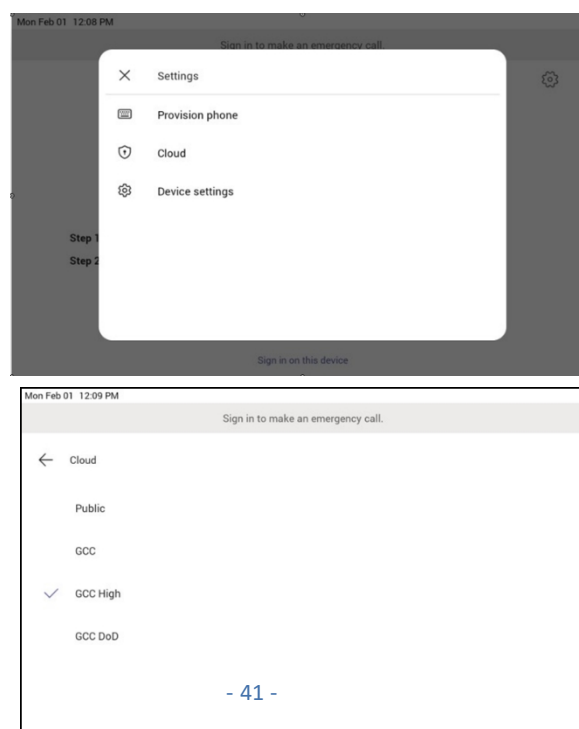 Mon Feb 01 12:08 PM
Sign in to make an emergency call.
Settings
Provision phone
Cloud
Device settings
Step 1
Step 2
Sign in on this device
Mon Feb 01 12:09 PM
Sign in to make an emergency call.
Cloud
Public
GCC
GCC High
GCC DoD
- 41 -